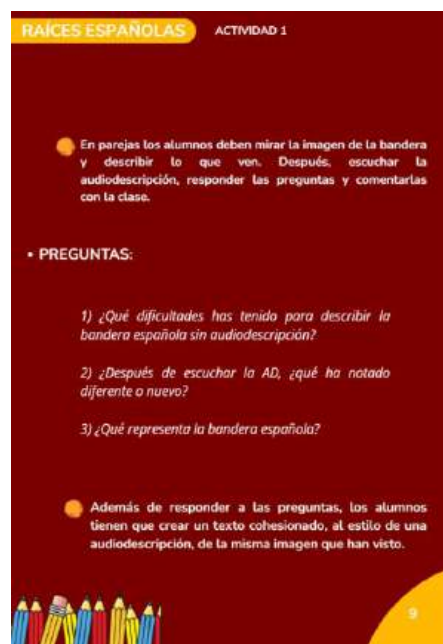 RAÍCES ESPAÑOLAS
ACTIVIDAD 1
En parejas los alumnos deben mirar la imagen de la bandera
y describir lo que ven. Después, escuchar la
audiodescripción, responder las preguntas y comentarlas
con la clase.
• PREGUNTAS:
1) ¿Qué dificultades has tenido para describir la
bandera española sin audiodescripción?
2) ¿Después de escuchar la AD, ¿qué ha notado
diferente o nuevo?
3) ¿Qué representa la bandera española?
Además de responder a las preguntas, los alumnos
tienen que crear un texto cohesionado, al estilo de una
audiodescripción, de la misma imagen que han visto.
9